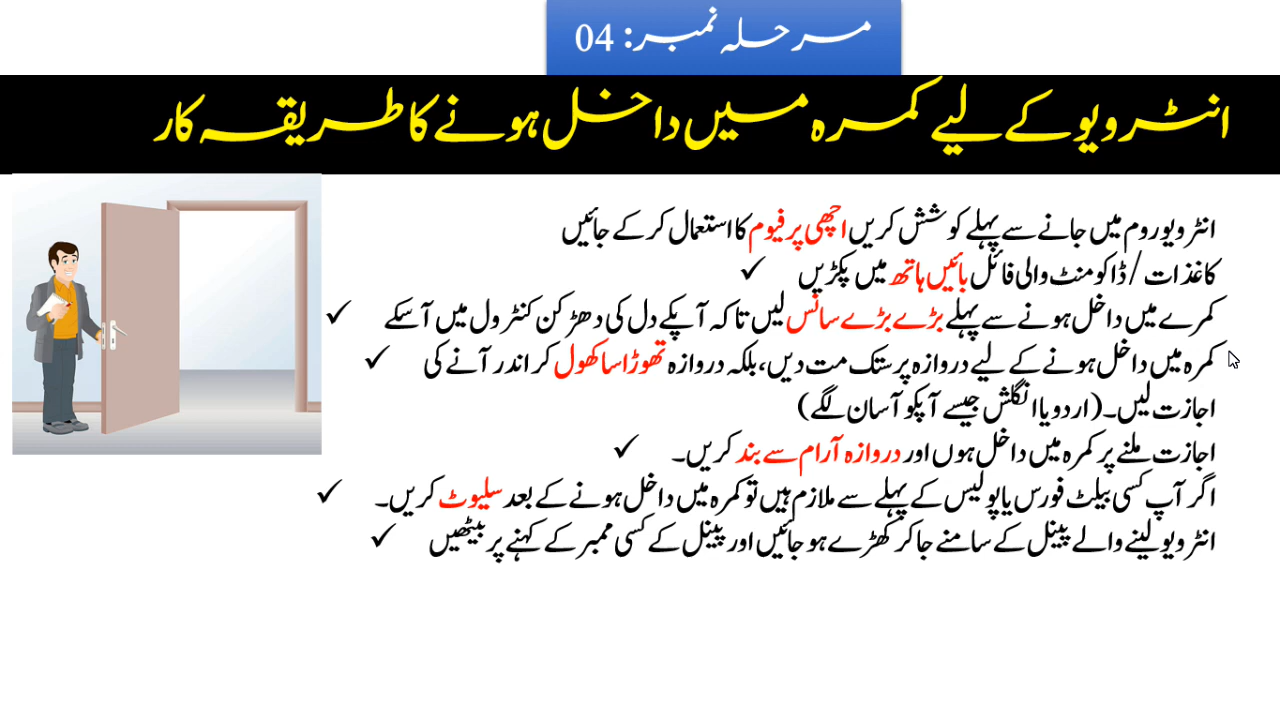 مرحلہ نمبر: 04
انٹرویو کے لیے کمرہ میں داخل ہونے کا طریقہ کار
انٹرویو روم میں جانے سے پہلے کوشش کریں اچھی پرفیوم کا استعمال کر کے جائیں
کاغذات/ڈاکومنٹ والی فائل بائیں ہاتھ میں پکڑیں ✓
کمرے میں داخل ہونے سے پہلے بڑے بڑے سانس لیں تاکہ آپکے دل کی دھڑکن کنٹرول میں آسکے ✓
کمرہ میں داخل ہونے کے لیے دروازہ پر ستک مت دیں، بلکہ دروازہ تھوڑا سا کھول کر اندر آنے کی ✓
اجازت لیں۔(اردو یا انگلش جیسے آپکو آسان لگے)
اجازت ملنے پر کمرہ میں داخل ہوں اور دروازہ آرام سے بند کریں۔ ✓
اگر آپ کسی بیلٹ فورس یا پولیس کے پہلے سے ملازم ہیں تو کمرہ میں داخل ہونے کے بعد سلیوٹ کریں۔ ✓
انٹرویو لینے والے پینل کے سامنے جا کر کھڑے ہو جائیں اور پینل کے کسی ممبر کے کہنے پر بیٹھیں ✓